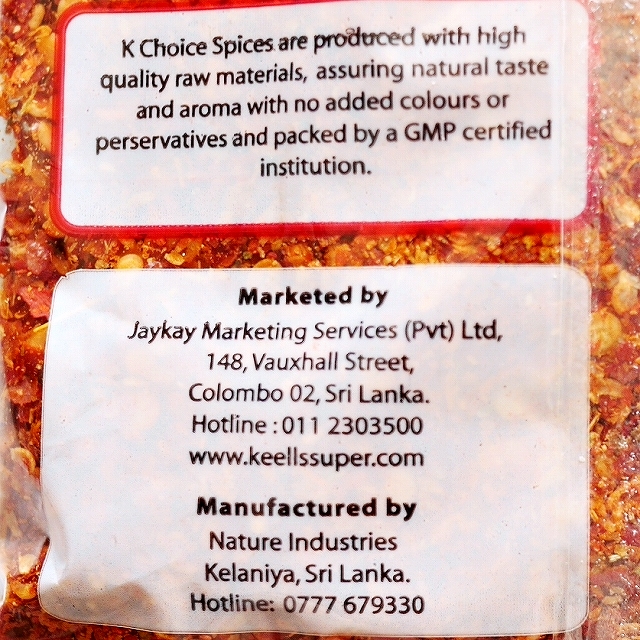 K Choice Spices are produced with high
quality raw materials, assuring natural taste
and aroma with no added colours or
perservatives and packed by a GMP certified
institution.
Marketed by
Jaykay Marketing Services (Pvt) Ltd,
148, Vauxhall Street,
Colombo 02, Sri Lanka.
Hotline : 011 2303500
www.keellssuper.com
Manufactured by
Nature Industries
Kelaniya, Sri Lanka.
Hotline: 0777 679330